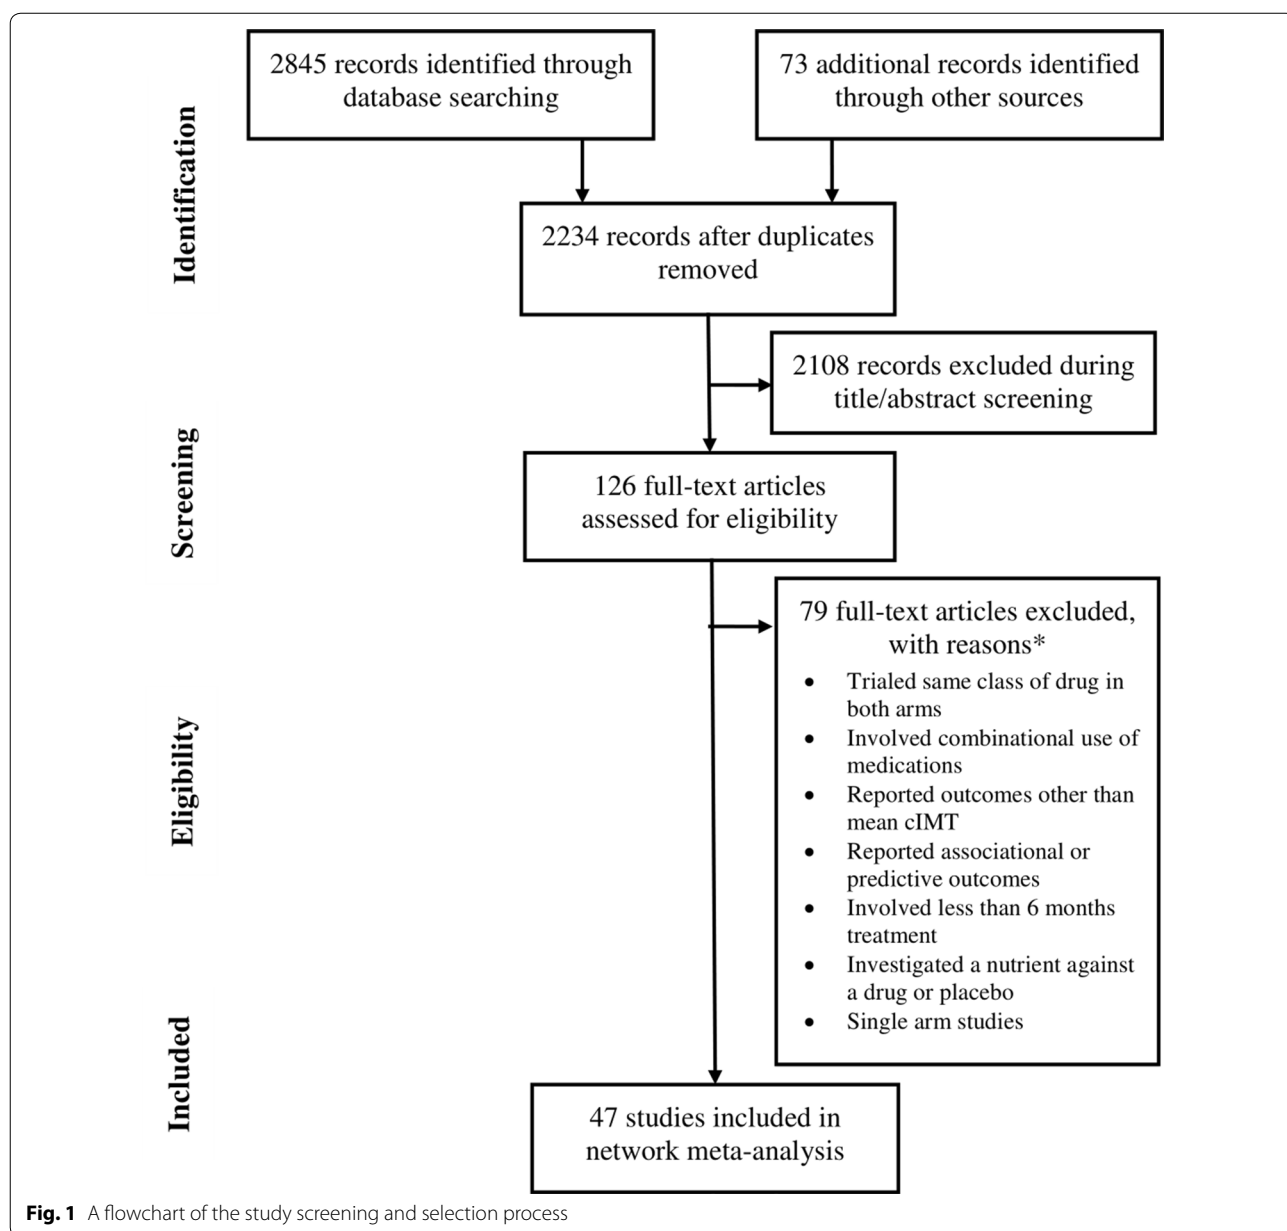 2845 records identified through
database searching
73 additional records identified
through other sources
Identification
2234 records after duplicates
removed
2108 records excluded during
title/abstract screening
Screening
126 full-text articles
assessed for eligibility
79 full-text articles excluded,
with reasons*
• Trialed same class of drug in
both arms
• Involved combinational use of
medications
• Reported outcomes other than
mean cIMT
• Reported associational or
predictive outcomes
• Involved less than 6 months
treatment
• Investigated a nutrient against
a drug or placebo
• Single arm studies
Eligibility
Included
47 studies included in
network meta-analysis
Fig. 1 A flowchart of the study screening and selection process